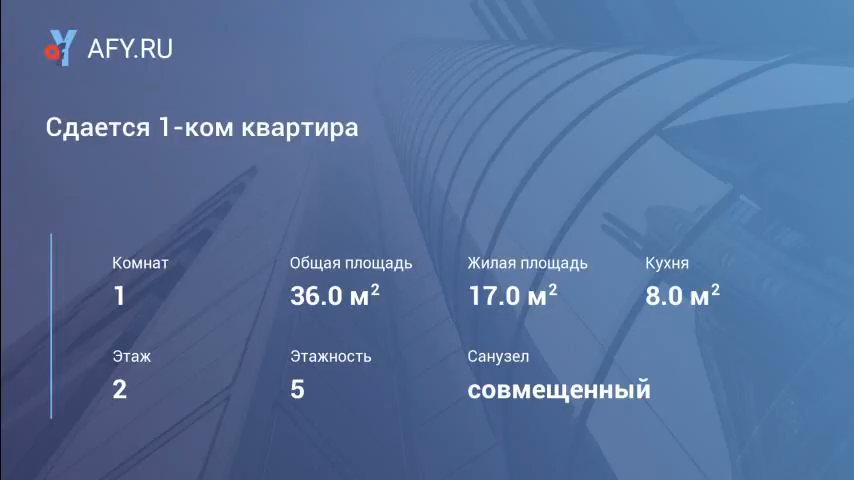 AFY.RU
Сдается 1-ком квартира
Комнат
1
Общая площадь
36.0 м²
Жилая площадь
17.0 м²
Кухня
8.0 м²
Этаж
2
Этажность
5
Санузел
совмещенный